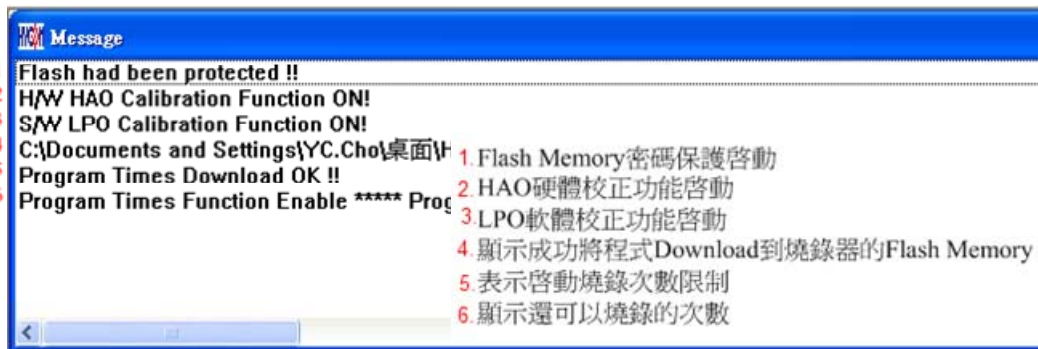 Message
Flash had been protected !!
H/W HAO Calibration Function ON!
S/W LPO Calibration Function ON!
C:\Documents and Settings\YC.Cho\桌面\H
Program Times Download OK !!
Program Times Function Enable ***** Prog
1.Flash Memory密碼保護啓動
2.HAO硬體校正功能啓動
3.LPO軟體校正功能啓動
4.顯示成功將程式Download到燒錄器的Flash Memory
5.表示啓動燒錄次數限制
6.顯示還可以燒錄的次數